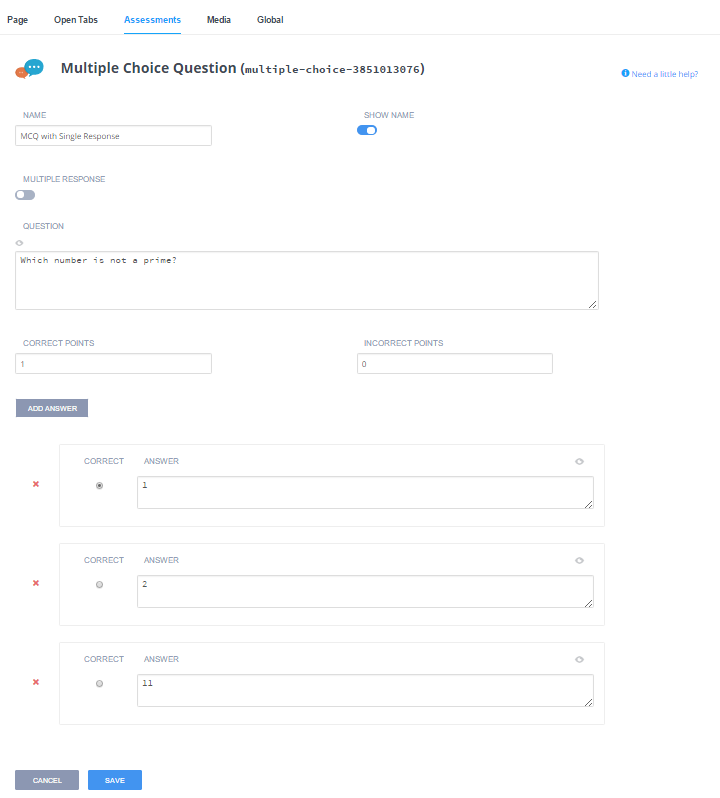 Page Open Tabs Assessments Media Global
Multiple Choice Question (multiple-choice-3851013076)
Need a little help?
NAME SHOW NAME
MCQ with Single Response
MULTIPLE RESPONSE
QUESTION
Which number is not a prime?
CORRECT POINTS INCORRECT POINTS
1 0
ADD ANSWER
CORRECT ANSWER
1
CORRECT ANSWER
2
CORRECT ANSWER
11
CANCEL SAVE